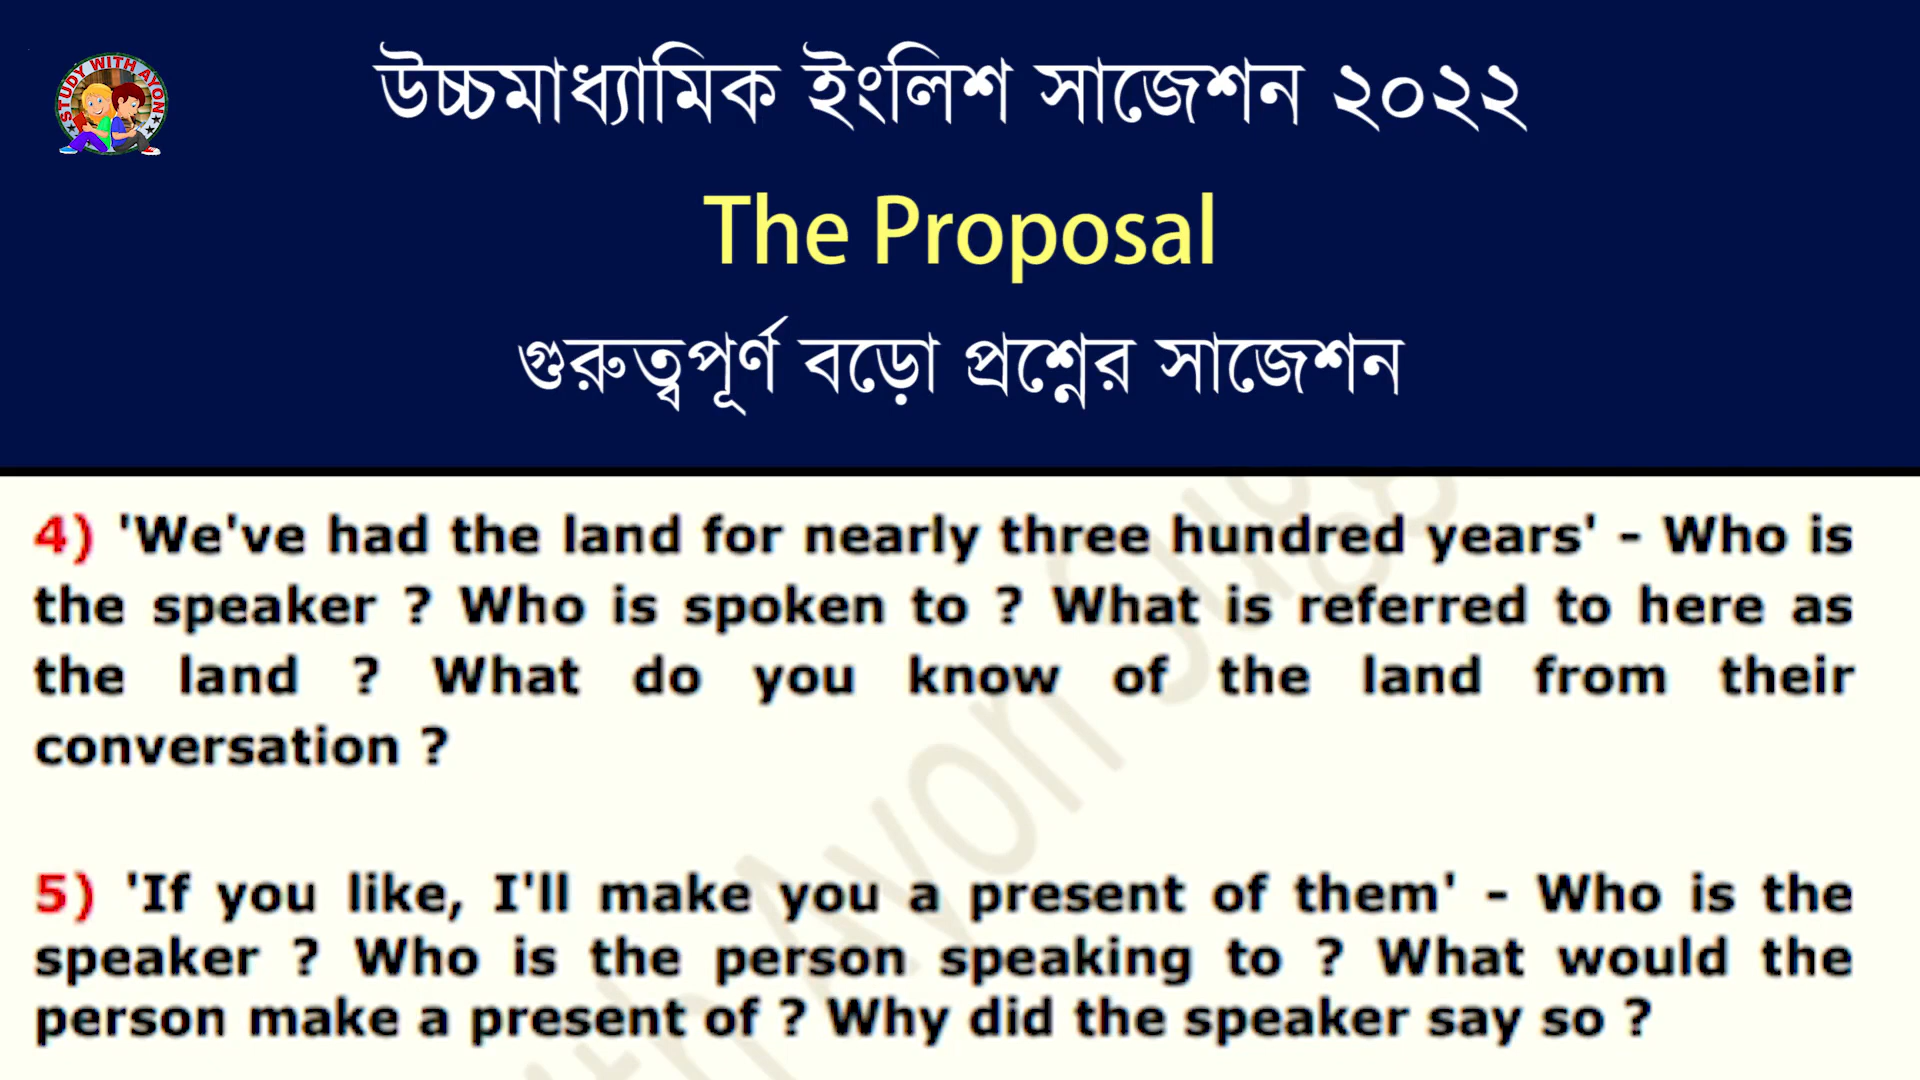 STUDY WITH AYON
উচ্চমাধ্যামিক ইংলিশ সাজেশন ২০২২
The Proposal
গুরুত্বপূর্ণ বড়ো প্রশ্নের সাজেশন
4) 'We've had the land for nearly three hundred years' - Who is
the speaker ? Who is spoken to ? What is referred to here as
the land ? What do you know of the land from their
conversation ?
5) 'If you like, I'll make you a present of them' - Who is the
speaker ? Who is the person speaking to ? What would the
person make a present of ? Why did the speaker say so ?